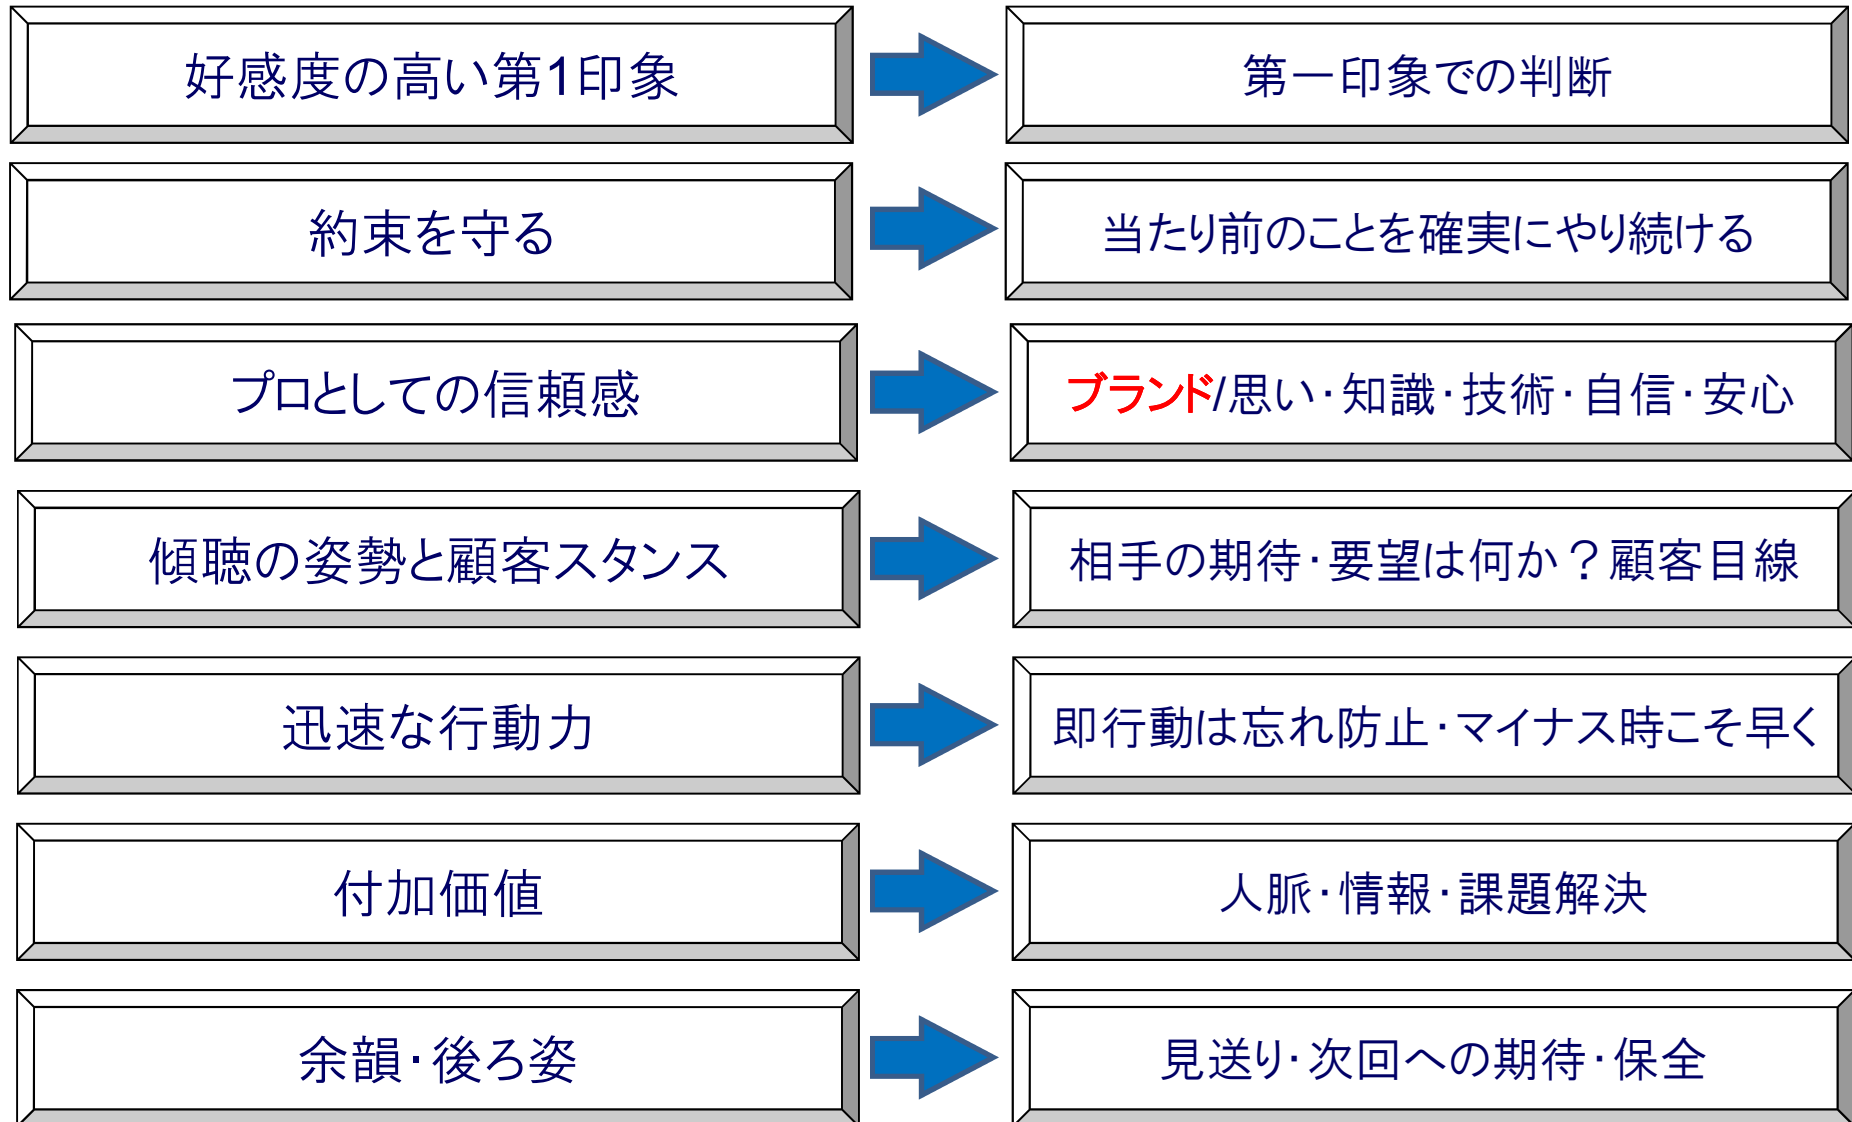 好感度の高い第1印象
第一印象での判断
約束を守る
当たり前のことを確実にやり続ける
プロとしての信頼感
ブランド/思い・知識・技術・自信・安心
傾聴の姿勢と顧客スタンス
相手の期待・要望は何か？顧客目線
迅速な行動力
即行動は忘れ防止・マイナス時こそ早く
付加価値
人脈・情報・課題解決
余韻・後ろ姿
見送り・次回への期待・保全